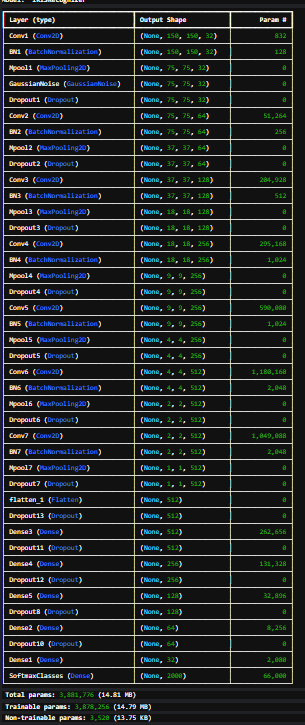 Layer (type) Output Shape Param #
Conv1 (Conv2D) (None, 150, 150, 32) 832
BN1 (BatchNormalization) (None, 150, 150, 32) 128
Mpool1 (MaxPooling2D) (None, 75, 75, 32) 0
GaussianNoise (GaussianNoise) (None, 75, 75, 32) 0
Dropout1 (Dropout) (None, 75, 75, 32) 0
Conv2 (Conv2D) (None, 75, 75, 64) 51,264
BN2 (BatchNormalization) (None, 75, 75, 64) 256
Mpool2 (MaxPooling2D) (None, 37, 37, 64) 0
Dropout2 (Dropout) (None, 37, 37, 64) 0
Conv3 (Conv2D) (None, 37, 37, 128) 204,928
BN3 (BatchNormalization) (None, 37, 37, 128) 512
Mpool3 (MaxPooling2D) (None, 18, 18, 128) 0
Dropout3 (Dropout) (None, 18, 18, 128) 0
Conv4 (Conv2D) (None, 18, 18, 256) 295,168
BN4 (BatchNormalization) (None, 18, 18, 256) 1,024
Mpool4 (MaxPooling2D) (None, 9, 9, 256) 0
Dropout4 (Dropout) (None, 9, 9, 256) 0
Conv5 (Conv2D) (None, 9, 9, 256) 590,080
BN5 (BatchNormalization) (None, 9, 9, 256) 1,024
Mpool5 (MaxPooling2D) (None, 4, 4, 256) 0
Dropout5 (Dropout) (None, 4, 4, 256) 0
Conv6 (Conv2D) (None, 4, 4, 512) 1,180,160
BN6 (BatchNormalization) (None, 4, 4, 512) 2,048
Mpool6 (MaxPooling2D) (None, 2, 2, 512) 0
Dropout6 (Dropout) (None, 2, 2, 512) 0
Conv7 (Conv2D) (None, 2, 2, 512) 1,049,088
BN7 (BatchNormalization) (None, 2, 2, 512) 2,048
Mpool7 (MaxPooling2D) (None, 1, 1, 512) 0
Dropout7 (Dropout) (None, 1, 1, 512) 0
flatten_1 (Flatten) (None, 512) 0
Dropout13 (Dropout) (None, 512) 0
Dense3 (Dense) (None, 512) 262,656
Dropout11 (Dropout) (None, 512) 0
Dense4 (Dense) (None, 256) 131,328
Dropout12 (Dropout) (None, 256) 0
Dense5 (Dense) (None, 128) 32,896
Dropout8 (Dropout) (None, 128) 0
Dense2 (Dense) (None, 64) 8,256
Dropout10 (Dropout) (None, 64) 0
Dense1 (Dense) (None, 32) 2,080
SoftmaxClasses (Dense) (None, 2000) 66,000
Total params: 3,881,776 (14.81 MB)
Trainable params: 3,878,256 (14.79 MB)
Non-trainable params: 3,520 (13.75 KB)